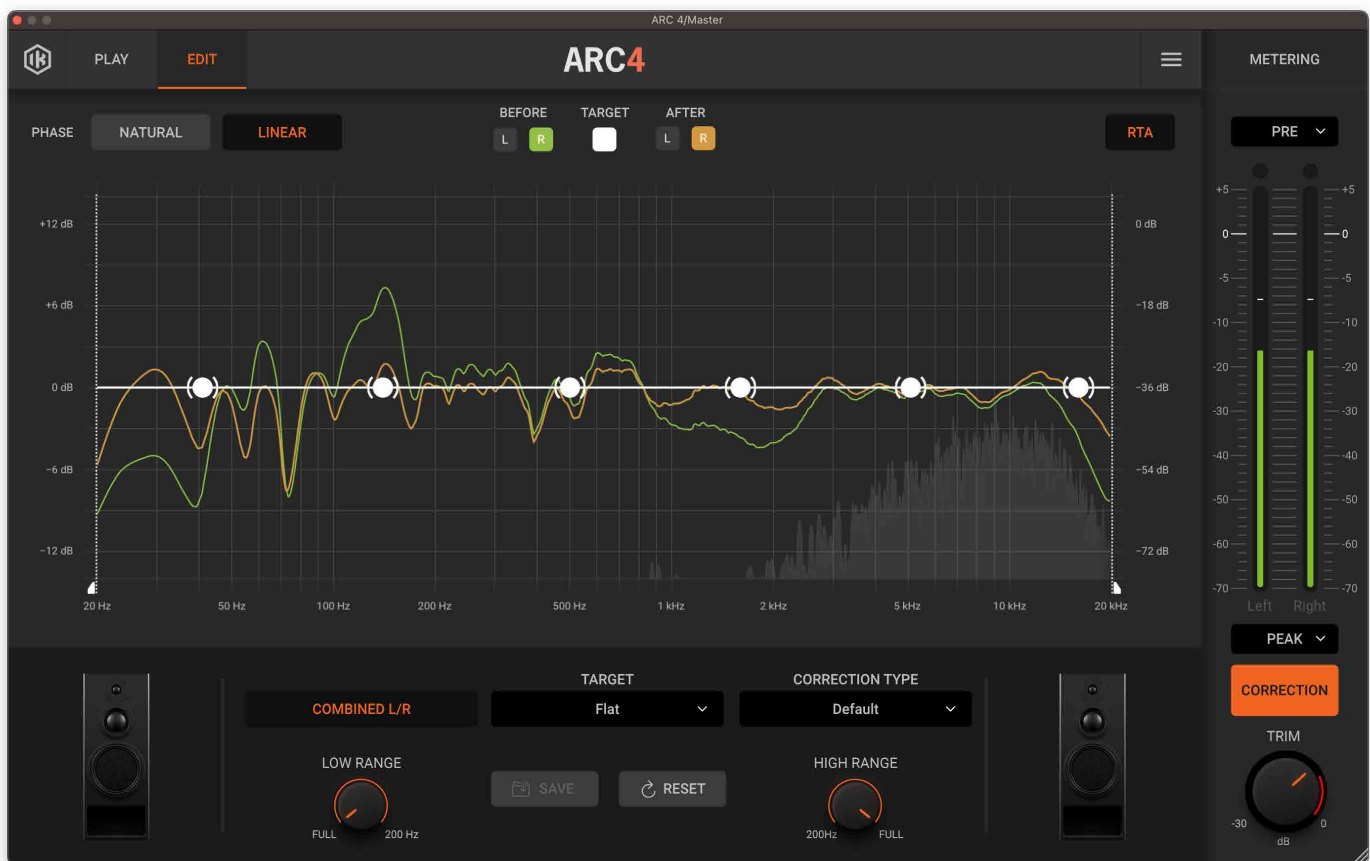 ARC 4/Master
PLAY
EDIT
ARC4
METERING
PHASE
NATURAL
LINEAR
BEFORE
TARGET
AFTER
L
R
L
R
RTA
PRE
+12 dB
+6 dB
0 dB
−6 dB
−12 dB
0 dB
−18 dB
−36 dB
−54 dB
−72 dB
20 Hz
50 Hz
100 Hz
200 Hz
500 Hz
1 kHz
2 kHz
5 kHz
10 kHz
20 kHz
+5
+5
0
0
-5
-5
-10
-10
-20
-20
-30
-30
-40
-40
-50
-50
-60
-60
-70
-70
Left
Right
PEAK
CORRECTION
TRIM
-30
0
dB
COMBINED L/R
TARGET
Flat
CORRECTION TYPE
Default
LOW RANGE
FULL
200 Hz
SAVE
RESET
HIGH RANGE
200Hz
FULL